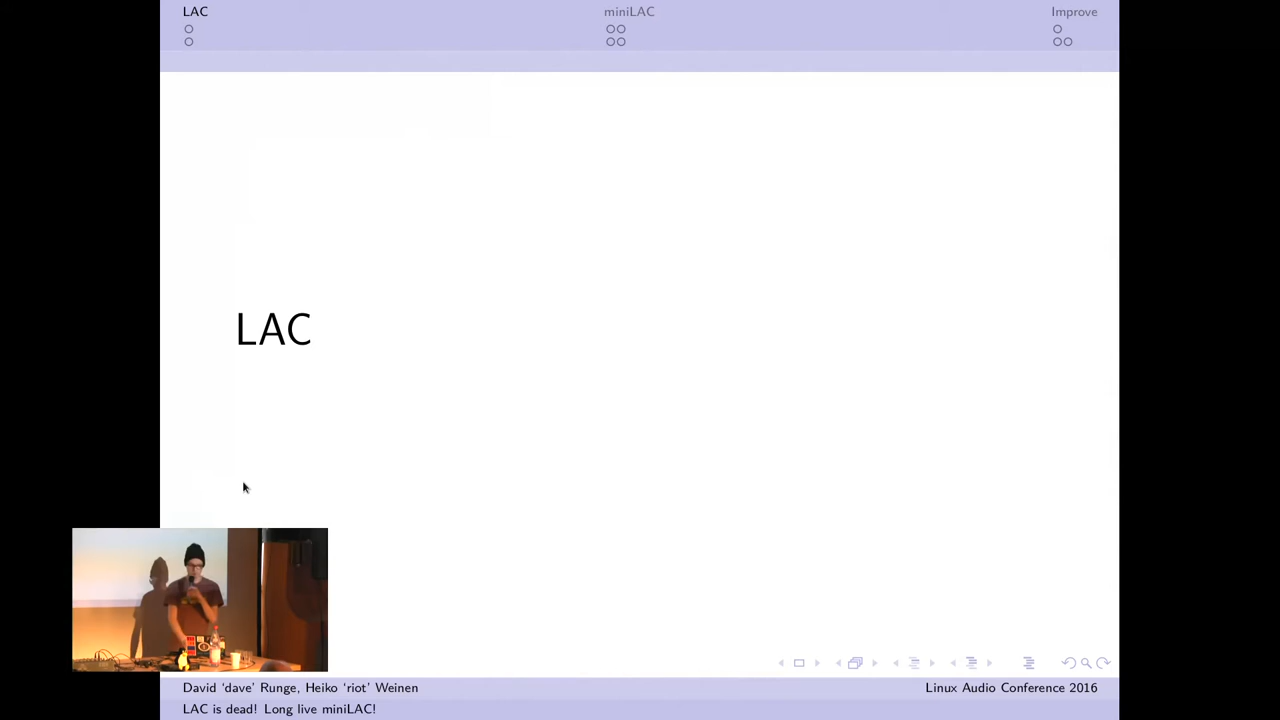 LAC
miniLAC
Improve
LAC
David ‘dave’ Runge, Heiko ‘riot’ Weinen
Linux Audio Conference 2016
LAC is dead! Long live miniLAC!